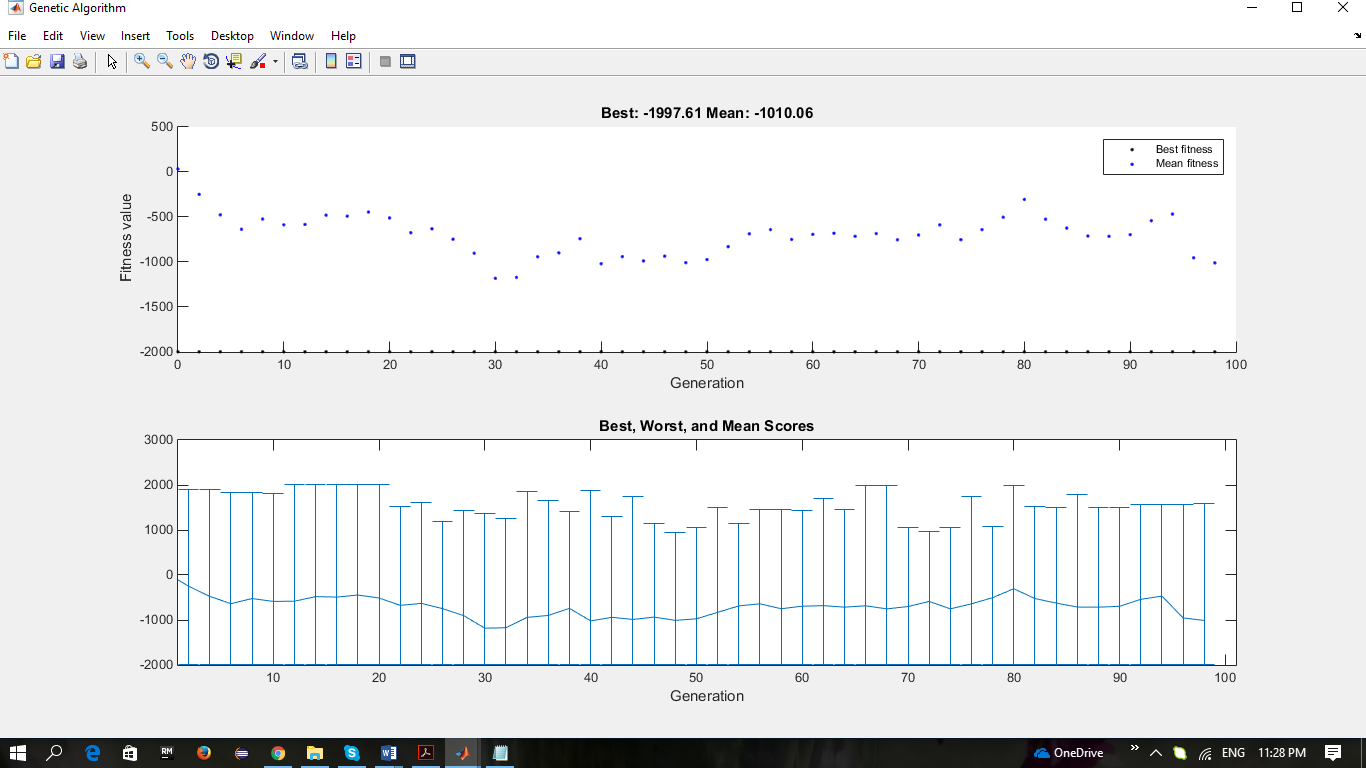 Genetic Algorithm
File Edit View Insert Tools Desktop Window Help
Best: -1997.61 Mean: -1010.06
500
0
-500
-1000
-1500
-2000
Fitness value
Best fitness
Mean fitness
0 10 20 30 40 50 60 70 80 90 100
Generation
Best, Worst, and Mean Scores
3000
2000
1000
0
-1000
-2000
10 20 30 40 50 60 70 80 90 100
Generation
RM OneDrive ENG 11:28 PM